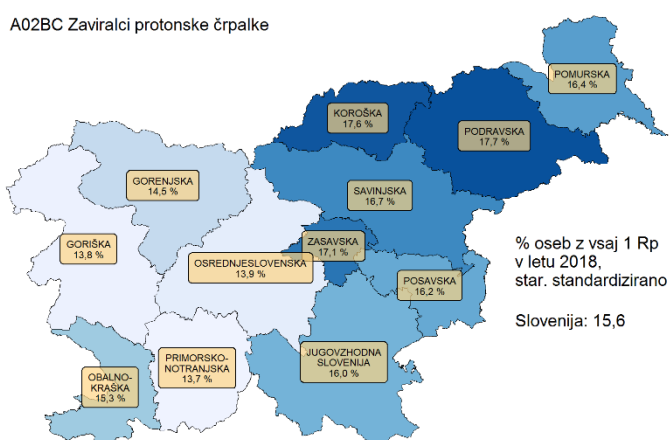 A02BC Zaviralci protonske črpalke
POMURSKA
16,4 %
KOROŠKA
17,6 %
PODRAVSKA
17,7 %
GORENJSKA
14,5 %
SAVINJSKA
16,7 %
GORIŠKA
13,8 %
ZASAVSKA
17,1 %
OSREDNJESLOVENSKA
13,9 %
POSAVSKA
16,2 %
% oseb z vsaj 1 Rp
v letu 2018,
star. standardizirano
Slovenija: 15,6
PRIMORSKO-
NOTRANJSKA
13,7 %
JUGOVZHODNA
SLOVENIJA
16,0 %
OBALNO-
KRAŠKA
15,3 %